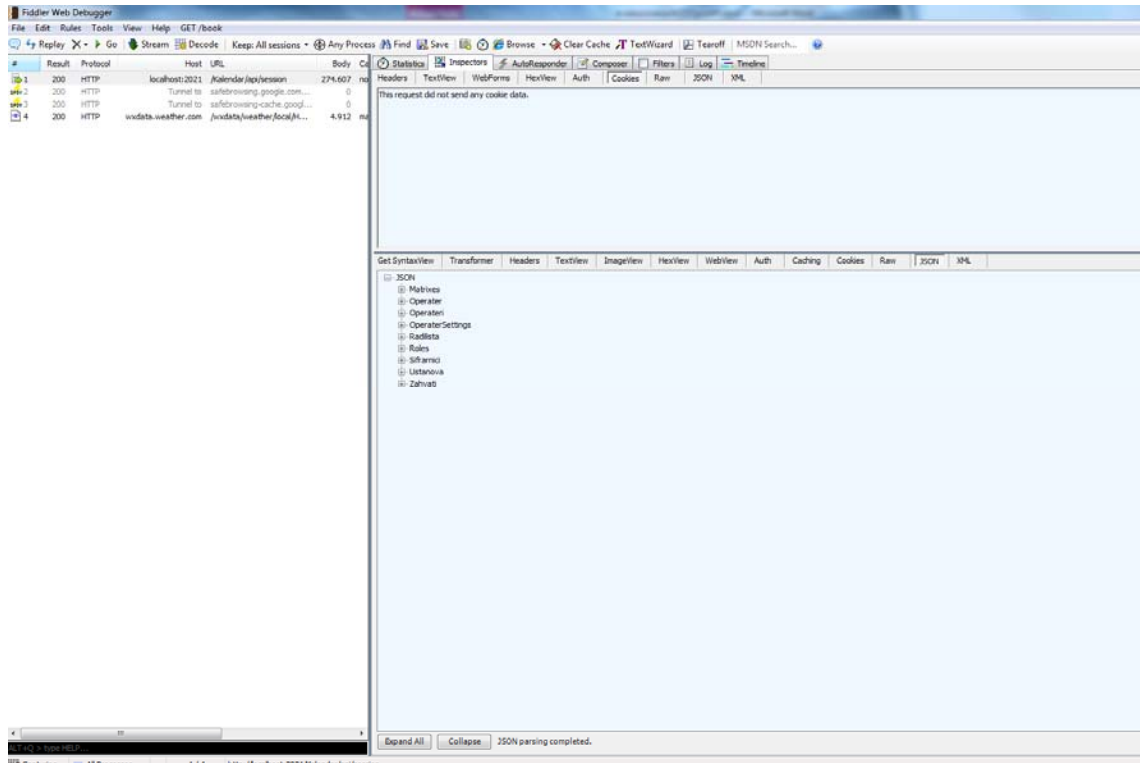 Fiddler Web Debugger
File Edit Rules Tools View Help GET /book
Replay X Go Stream Decode Keep: All sessions Any Process Find Save Browse Clear Cache TextWizard Tearoff MSDN Search...
# Result Protocol Host URL Body Ca
1 200 HTTP localhost:2021 /Kalendar/api/session 274.607 no
2 200 HTTP Tunnel to safebrowsing.google.com... 0
3 200 HTTP Tunnel to safebrowsing-cache.googl... 0
4 200 HTTP wxdata.weather.com /wxdata/weather/local/H... 4.912 ma
Statistics Inspectors AutoResponder Composer Filters Log Timeline
Headers TextView WebForms HexView Auth Cookies Raw JSON XML
This request did not send any cookie data.
Get SyntaxView Transformer Headers TextView ImageView HexView WebView Auth Caching Cookies Raw JSON XML
JSON
Matrixes
Operater
Operateri
OperaterSettings
Radilista
Roles
Sifrarnici
Ustanova
Zahvati
Expand All Collapse JSON parsing completed.
ALT+Q > type HELP...